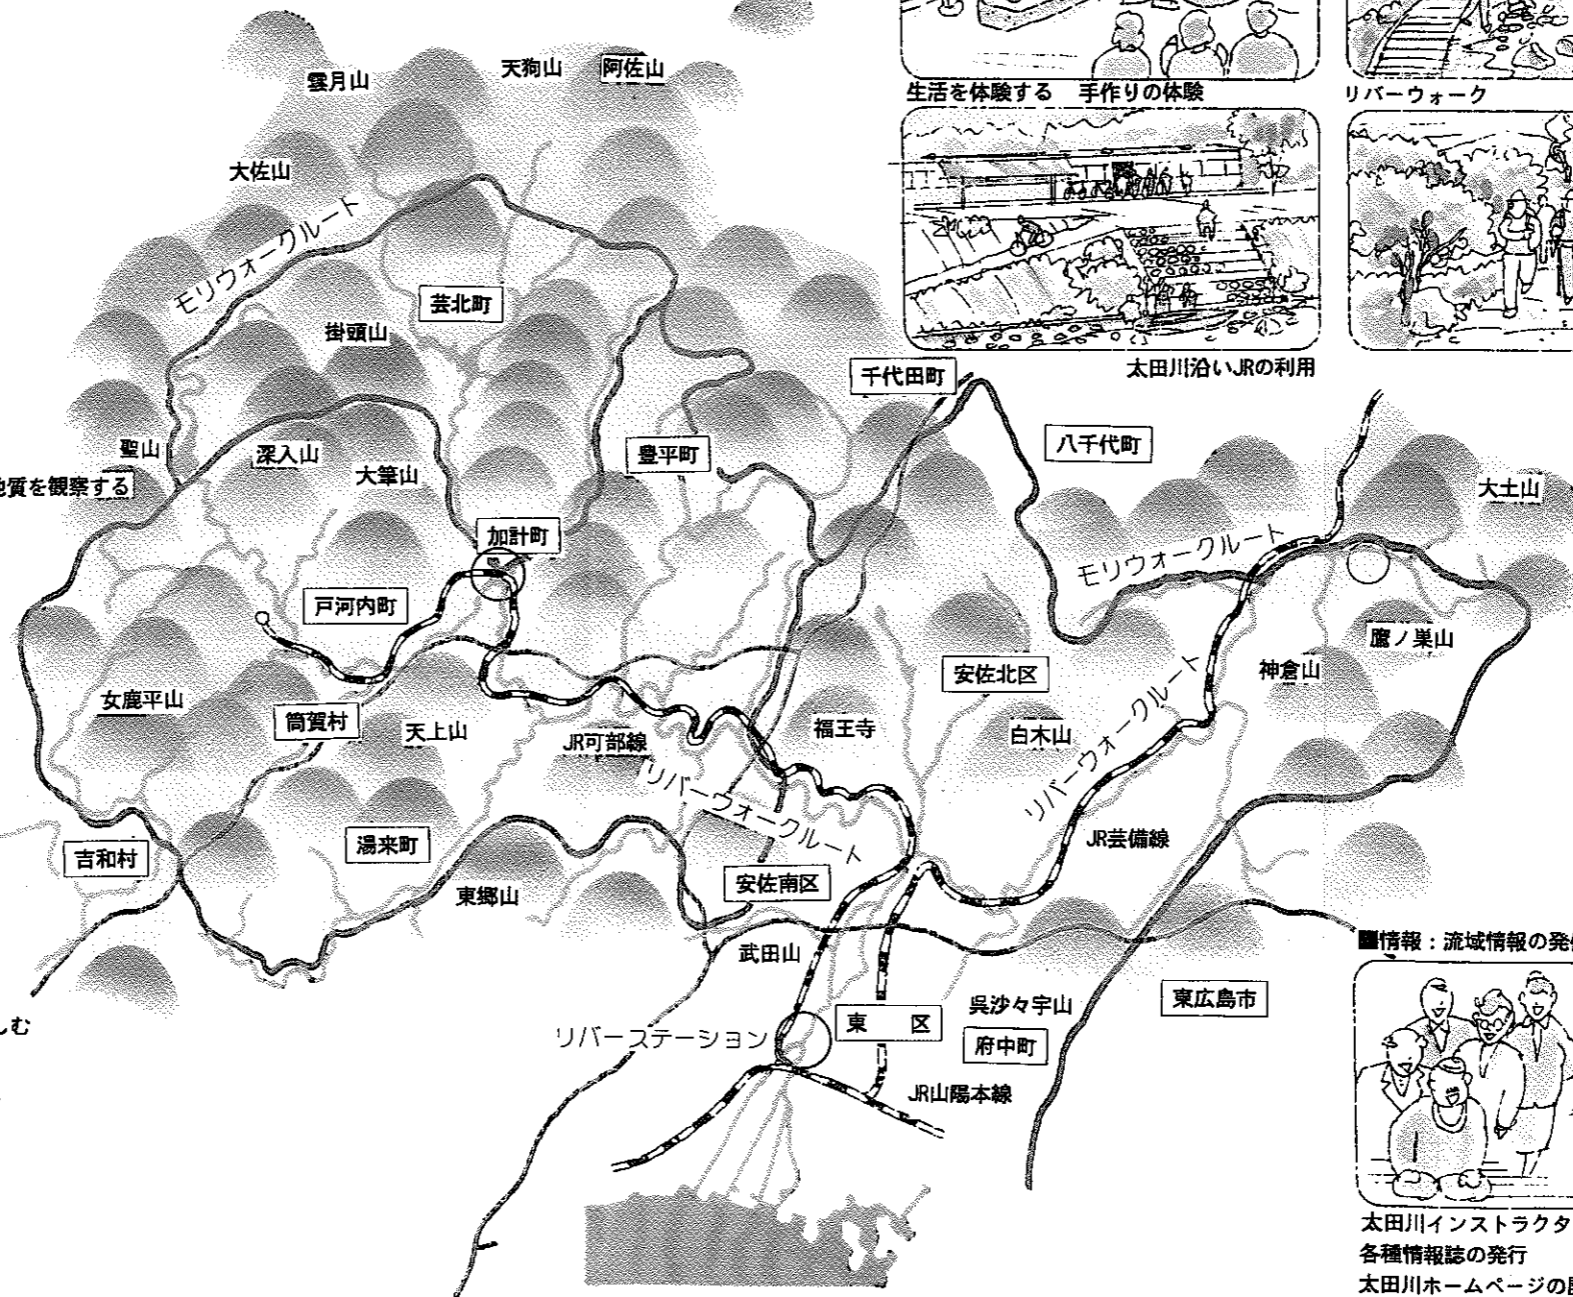 生活を体験する　手作りの体験
リバーウォーク
太田川沿いJRの利用
雲月山
天狗山
阿佐山
大佐山
モリウォークルート
芸北町
掛頭山
千代田町
八千代町
聖山
深入山
大筆山
豊平町
地質を観察する
大土山
加計町
モリウォークルート
戸河内町
鷹ノ巣山
安佐北区
神倉山
女鹿平山
筒賀村
天上山
JR可部線
福王寺
白木山
リバーウォークルート
リバーウォークルート
JR芸備線
吉和村
湯来町
東郷山
安佐南区
武田山
■情報：流域情報の発
呉沙々宇山
東広島市
しむ
リバーステーション
東　区
府中町
JR山陽本線
太田川インストラクタ
各種情報誌の発行
太田川ホームページの